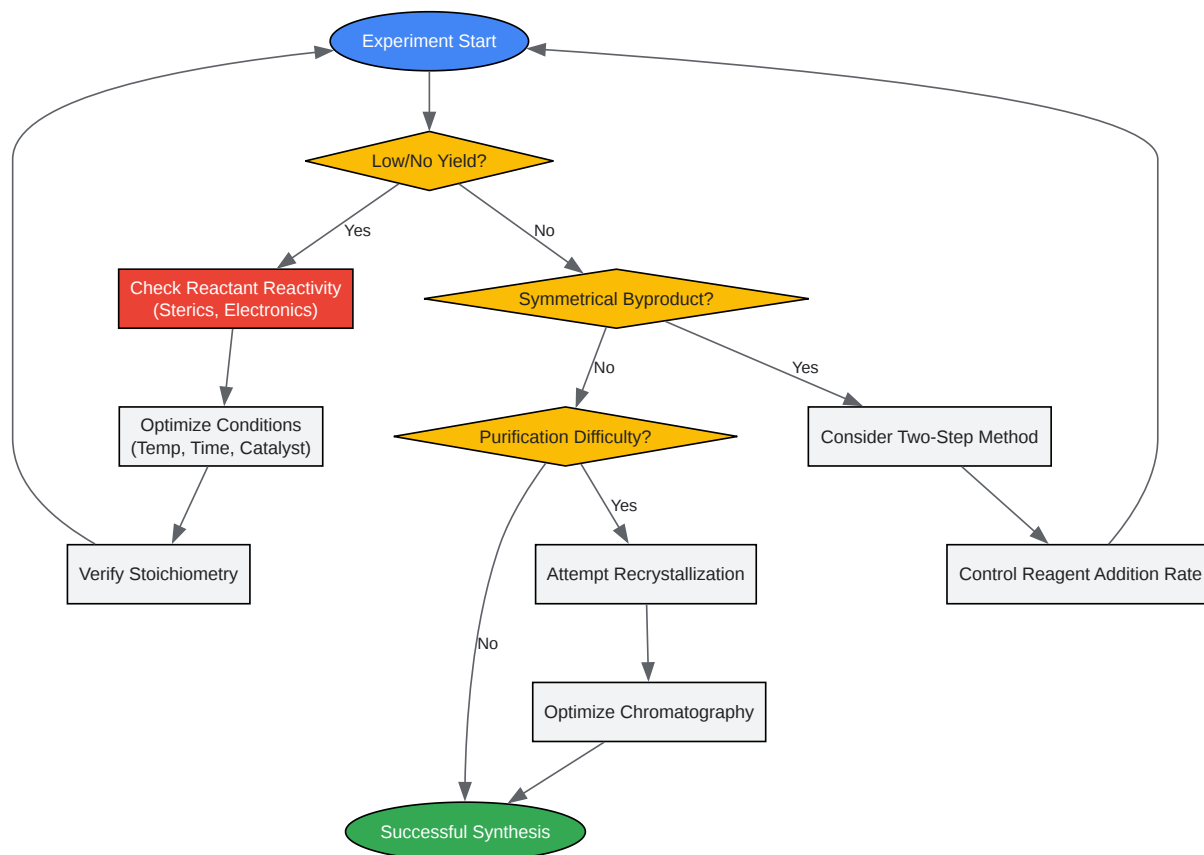 Experiment Start
Low/No Yield?
Yes
No
Check Reactant Reactivity
(Sterics, Electronics)
Symmetrical Byproduct?
No
Yes
Optimize Conditions
(Temp, Time, Catalyst)
Purification Difficulty?
Consider Two-Step Method
Yes
Verify Stoichiometry
Attempt Recrystallization
Control Reagent Addition Rate
No
Optimize Chromatography
Successful Synthesis